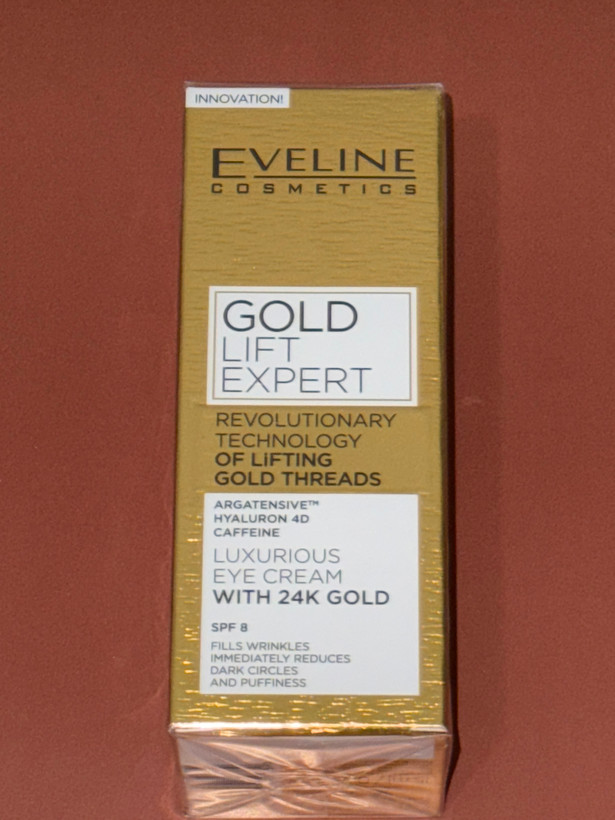 INNOVATION!
EVELINE
COSMETICS
GOLD
LIFT
EXPERT
REVOLUTIONARY
TECHNOLOGY
OF LiFTING
GOLD THREADS
ARGATENSIVE™
HYALURON 4D
CAFFEINE
LUXURIOUS
EYE CREAM
WITH 24K GOLD
SPF 8
FILLS WRINKLES
IMMEDIATELY REDUCES
DARK CIRCLES
AND PUFFINESS